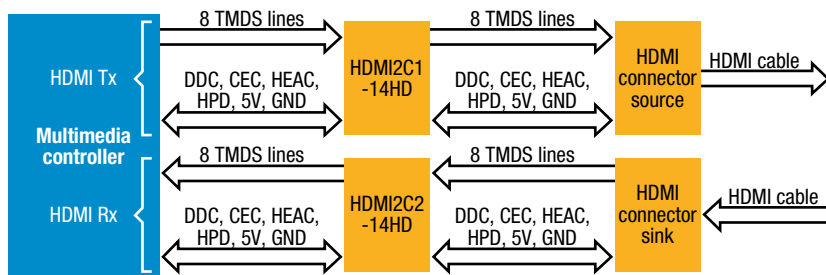 8 TMDS lines
8 TMDS lines
HDMI Tx
DDC, CEC, HEAC,
HPD, 5V, GND
HDMI2C1
-14HD
DDC, CEC, HEAC,
HPD, 5V, GND
HDMI
connector
source
HDMI cable
Multimedia
controller
8 TMDS lines
8 TMDS lines
HDMI Rx
DDC, CEC, HEAC,
HPD, 5V, GND
HDMI2C2
-14HD
DDC, CEC, HEAC,
HPD, 5V, GND
HDMI
connector
sink
HDMI cable